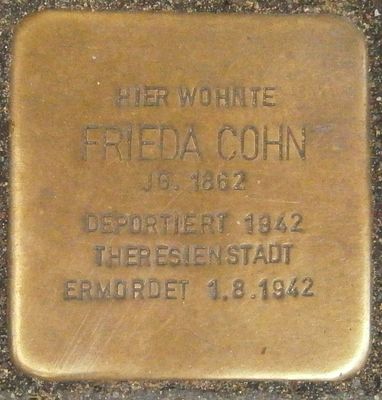 HIER WOHNTE
FRIEDA COHN
JG. 1862
DEPORTIERT 1942
THERESIENSTADT
ERMORDET 1.8.1942